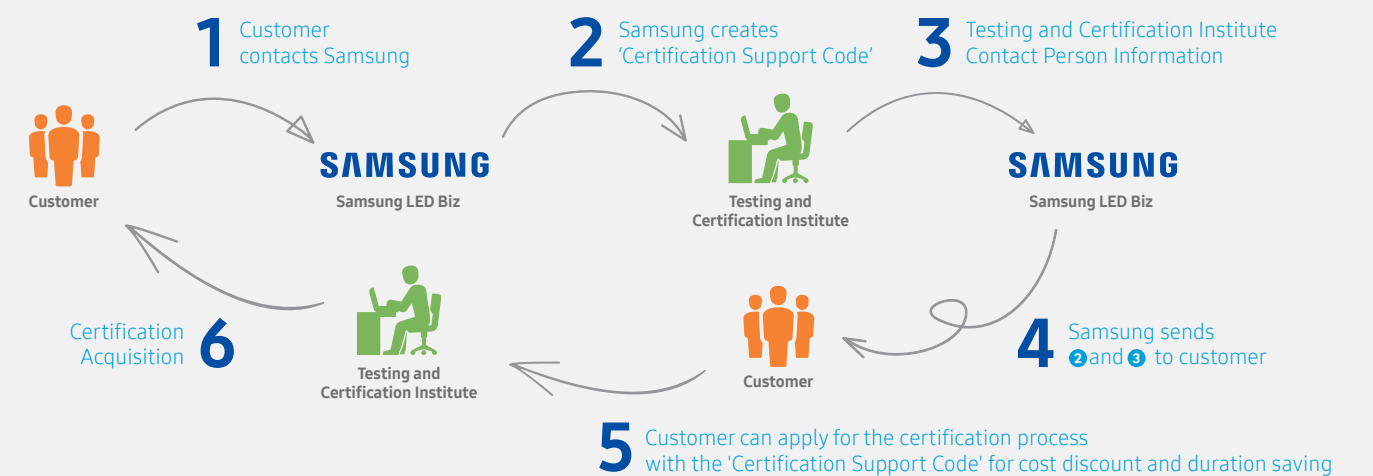 1 Customer
contacts Samsung
2 Samsung creates
‘Certification Support Code’
3 Testing and Certification Institute
Contact Person Information
Customer
SAMSUNG
Samsung LED Biz
Testing and
Certification Institute
SAMSUNG
Samsung LED Biz
4 Samsung sends
2 and 3 to customer
Customer
5 Customer can apply for the certification process
with the 'Certification Support Code' for cost discount and duration saving
Testing and
Certification Institute
6 Certification
Acquisition